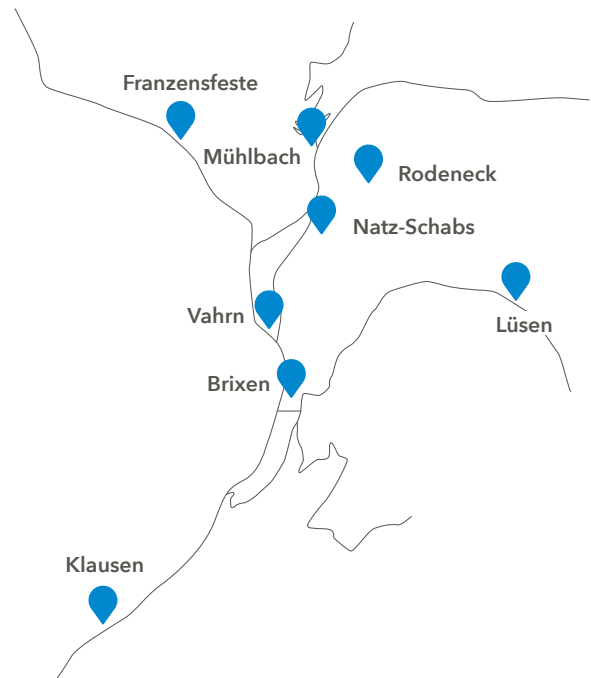 Franzensfeste
Mühlbach
Rodeneck
Natz-Schabs
Vahrn
Lüsen
Brixen
Klausen